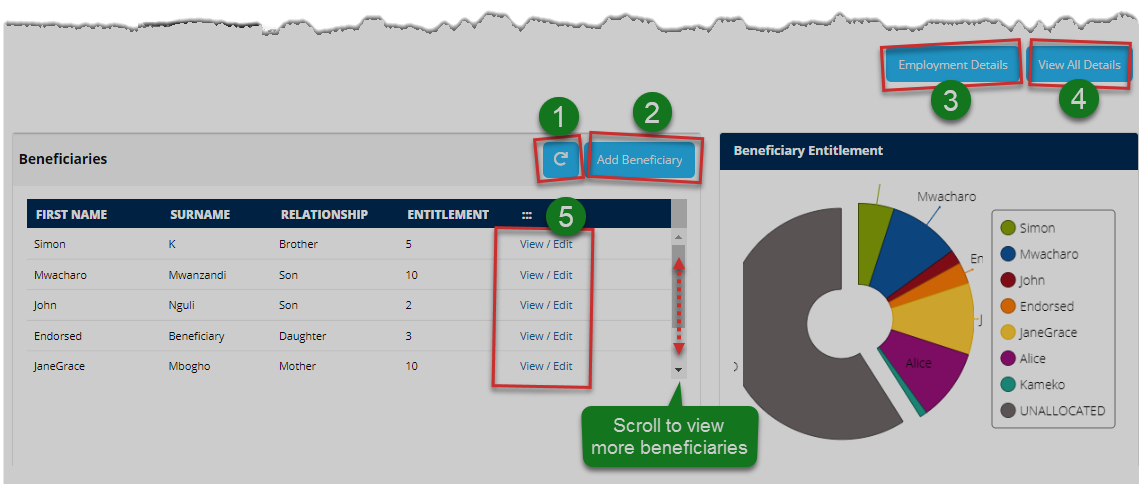 Employment Details
View All Details
3
4
1
2
Beneficiaries
Add Beneficiary
Beneficiary Entitlement
FIRST NAME SURNAME RELATIONSHIP ENTITLEMENT :::
5
Simon K Brother 5 View / Edit
Mwacharo Mwanzandi Son 10 View / Edit
John Nguli Son 2 View / Edit
Endorsed Beneficiary Daughter 3 View / Edit
JaneGrace Mbogho Mother 10 View / Edit
Scroll to view
more beneficiaries
Mwacharo
En
J
Alice
Simon
Mwacharo
John
Endorsed
JaneGrace
Alice
Kameko
UNALLOCATED